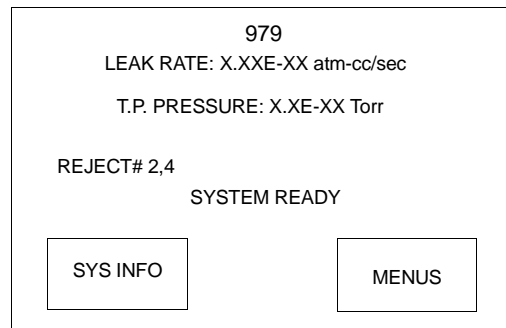 979
LEAK RATE: X.XXE-XX atm-cc/sec
T.P. PRESSURE: X.XE-XX Torr
REJECT# 2,4
SYSTEM READY
SYS INFO
MENUS